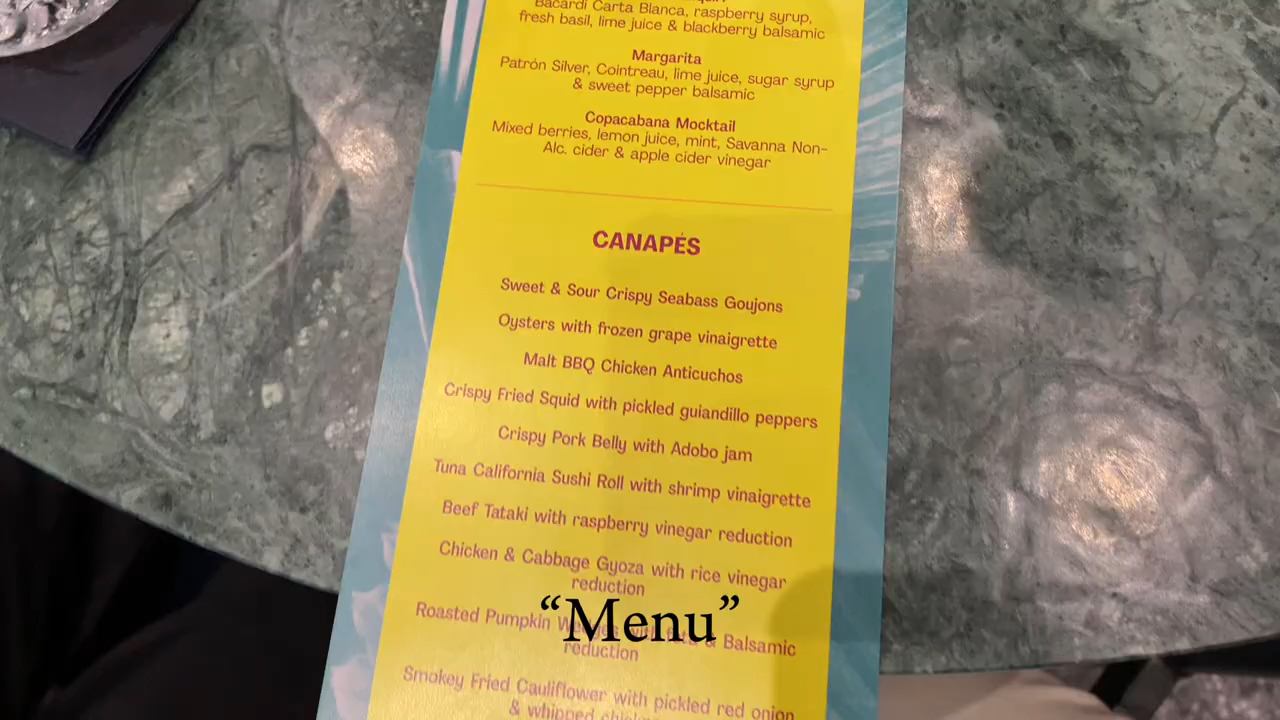 Bacardi Carta Blanca, raspberry syrup,
fresh basil, lime juice & blackberry balsamic
Margarita
Patrón Silver, Cointreau, lime juice, sugar syrup
& sweet pepper balsamic
Copacabana Mocktail
Mixed berries, lemon juice, mint, Savanna Non-
Alc. cider & apple cider vinegar
CANAPÉS
Sweet & Sour Crispy Seabass Goujons
Oysters with frozen grape vinaigrette
Malt BBQ Chicken Anticuchos
Crispy Fried Squid with pickled guiandillo peppers
Crispy Pork Belly with Adobo jam
Tuna California Sushi Roll with shrimp vinaigrette
Beef Tataki with raspberry vinegar reduction
Chicken & Cabbage Gyoza with rice vinegar
reduction
Roasted Pumpkin & Balsamic
reduction
“Menu”
Smokey Fried Cauliflower with pickled red onion
& whipped